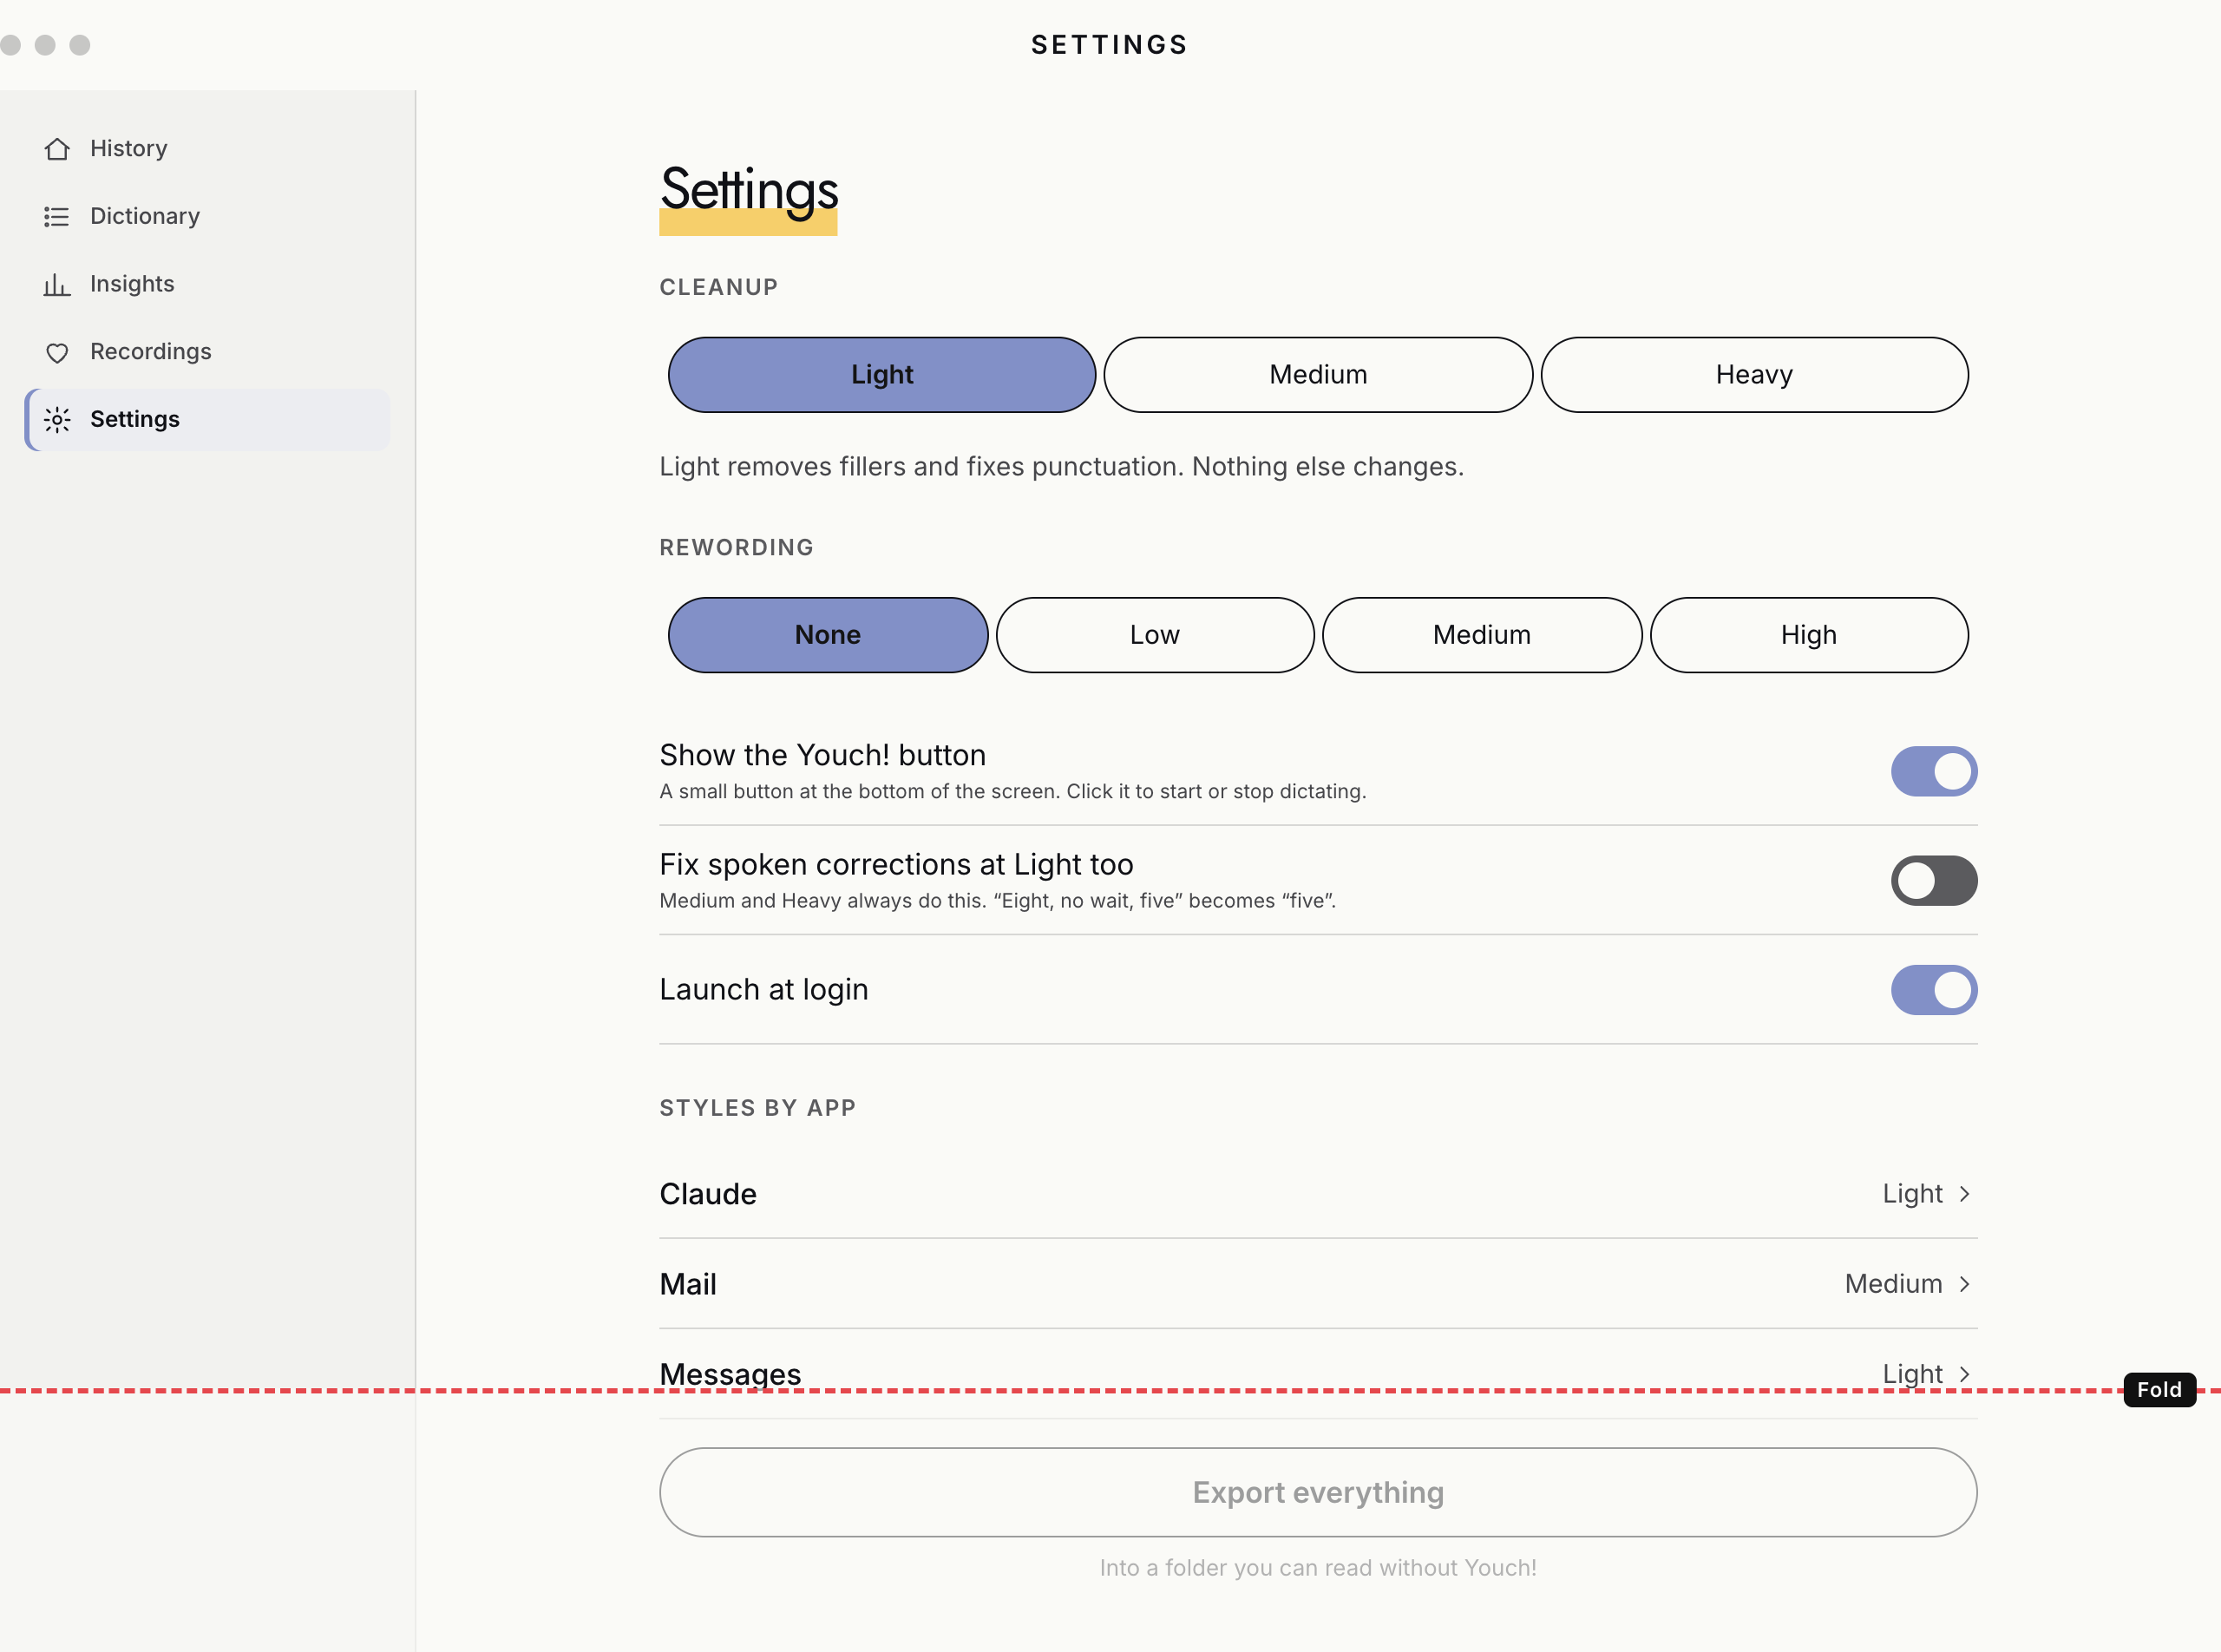 SETTINGS
History
Dictionary
Insights
Recordings
Settings
Settings
CLEANUP
Light
Medium
Heavy
Light removes fillers and fixes punctuation. Nothing else changes.
REWORDING
None
Low
Medium
High
Show the Youch! button
A small button at the bottom of the screen. Click it to start or stop dictating.
Fix spoken corrections at Light too
Medium and Heavy always do this. “Eight, no wait, five” becomes “five”.
Launch at login
STYLES BY APP
Claude
Light
Mail
Medium
Messages
Light
Fold
Export everything
Into a folder you can read without Youch!